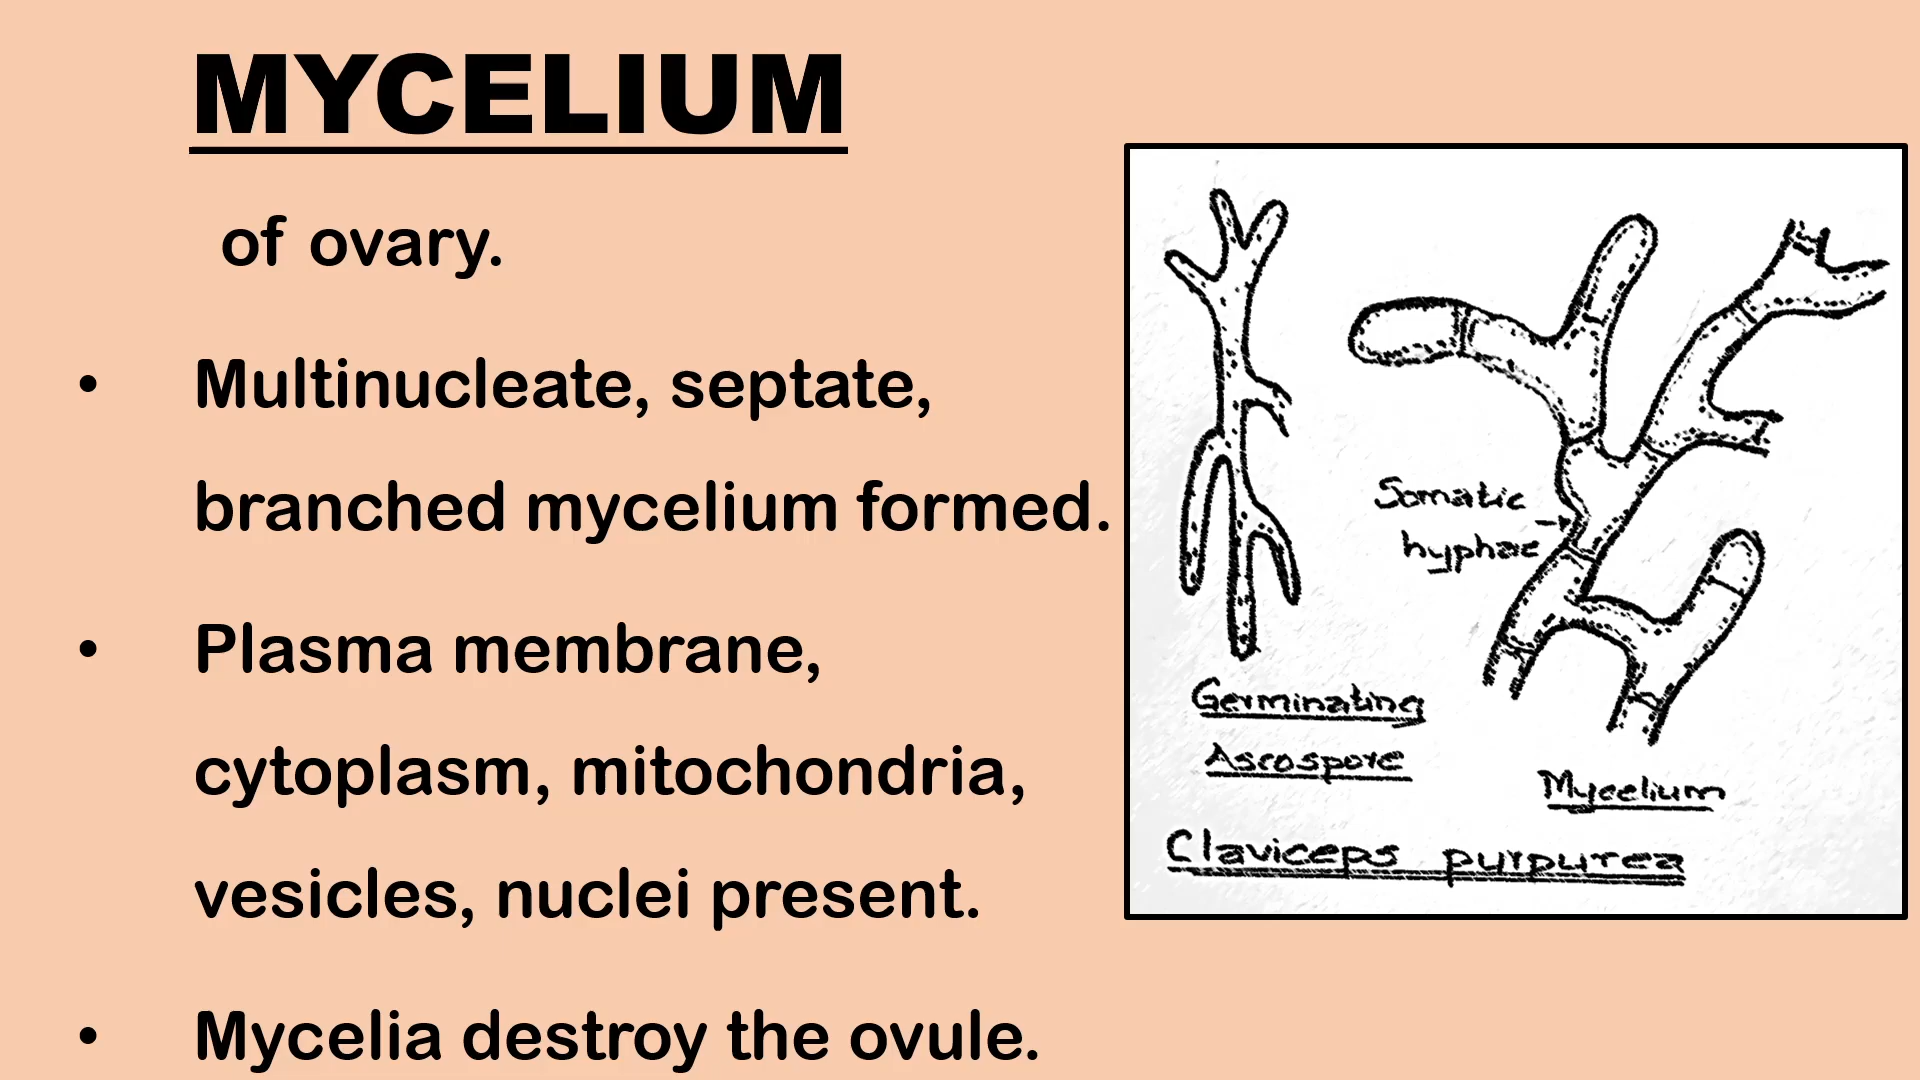 MYCELIUM
of ovary.
• Multinucleate, septate,
branched mycelium formed.
• Plasma membrane,
cytoplasm, mitochondria,
vesicles, nuclei present.
• Mycelia destroy the ovule.
Somatic
hyphae
Germinating
Ascospore
Mycelium
Claviceps purpurea